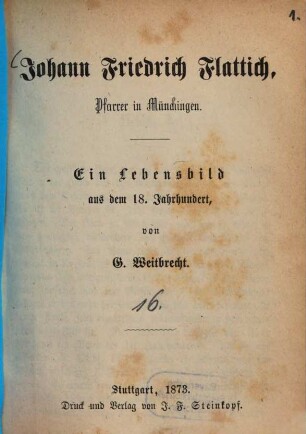 1.
Johann Friedrich Flattich,
Pfarrer in Münchingen.
Ein Lebensbild
aus dem 18. Jahrhundert,
von
G. Weitbrecht.
16.
Stuttgart, 1873.
Druck und Verlag von J. F. Steinkopf.